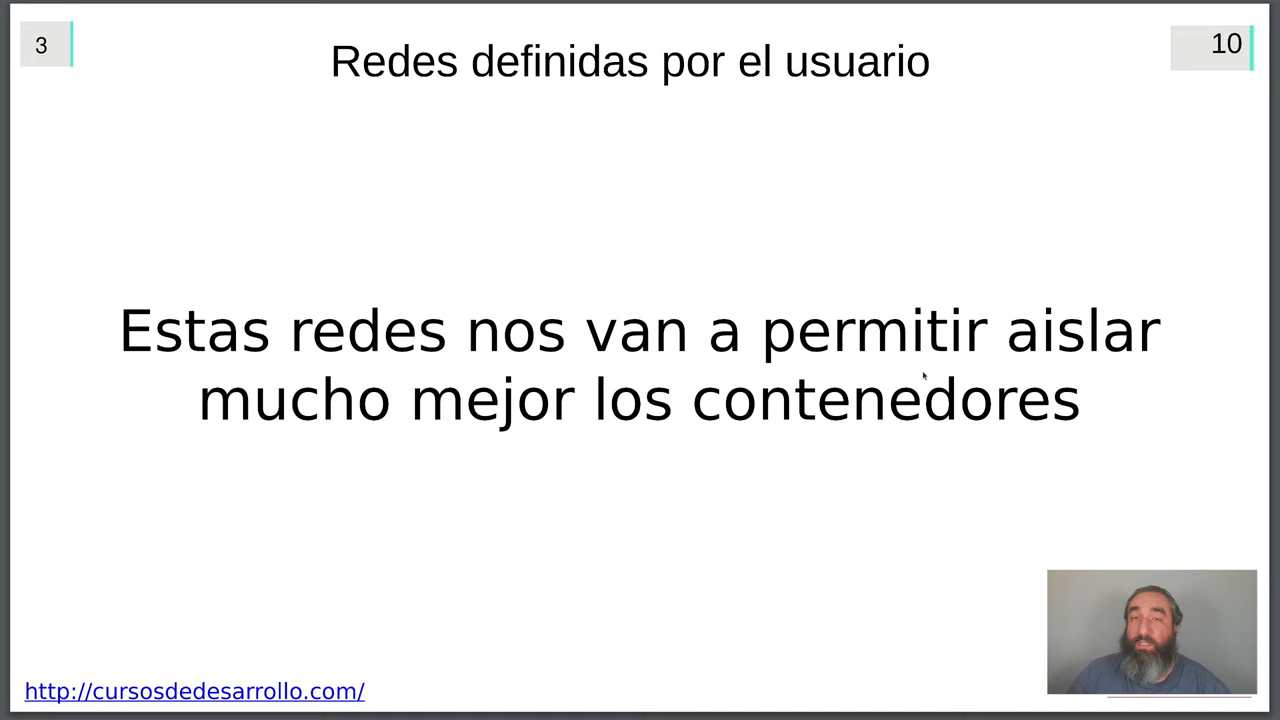 3
Redes definidas por el usuario
10
Estas redes nos van a permitir aislar
mucho mejor los contenedores
http://cursosdedesarrollo.com/